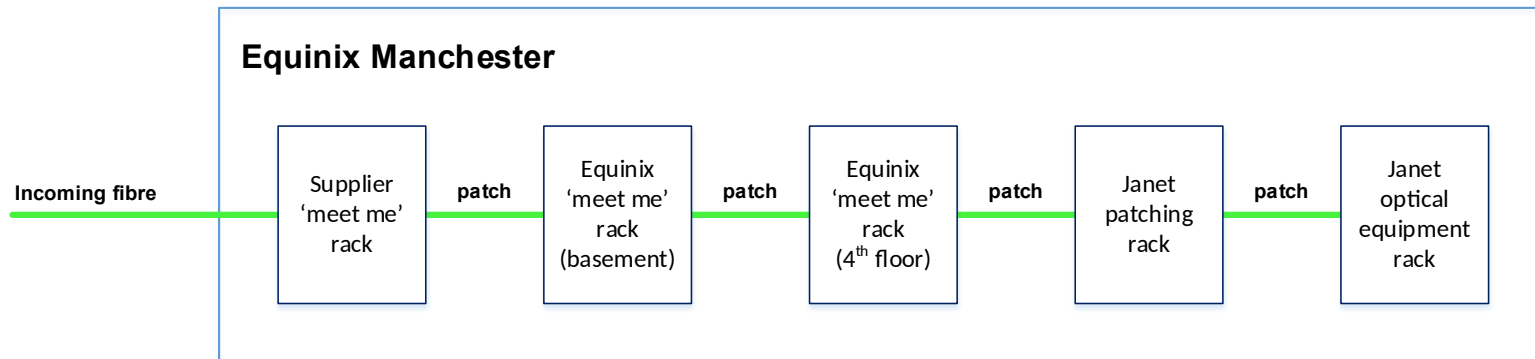 Equinix Manchester
Incoming fibre
Supplier
‘meet me’
rack
patch
Equinix
‘meet me’
rack
(basement)
patch
Equinix
‘meet me’
rack
(4th floor)
patch
Janet
patching
rack
patch
Janet
optical
equipment
rack